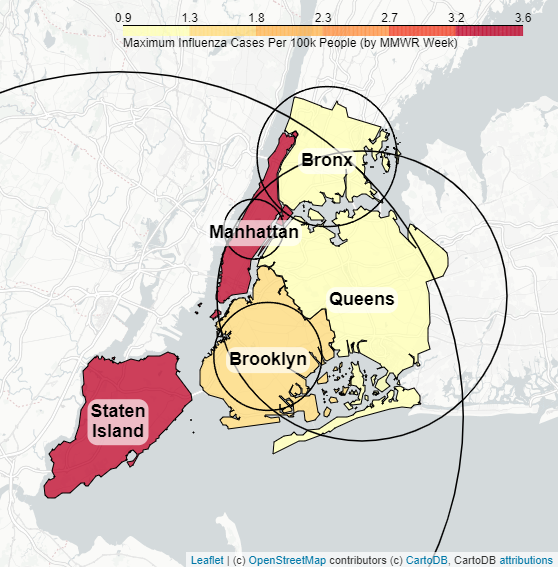 0.9 1.3 1.8 2.3 2.7 3.2 3.6
Maximum Influenza Cases Per 100k People (by MMWR Week)
Bronx
Manhattan
Queens
Brooklyn
Staten
Island
Leaflet | (c) OpenStreetMap contributors (c) CartoDB, CartoDB attributions